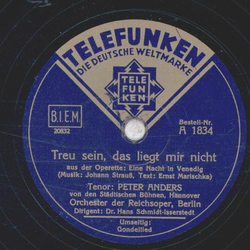 TELEFUNKEN
DIE DEUTSCHE WELTMARKE
TELE
FUN
KEN
B.I.E.M
20832
Bestell-Nr.
A 1834
Treu sein, das liegt mir nicht
aus der Operette: Eine Nacht in Venedig
(Musik: Johann Strauß, Text: Ernst Marischka)
Tenor: PETER ANDERS
von den Städtischen Bühnen, Hannover
Orchester der Reichsoper, Berlin
Dirigent: Dr. Hans Schmidt-Isserstedt
Umseitig:
Gondellied